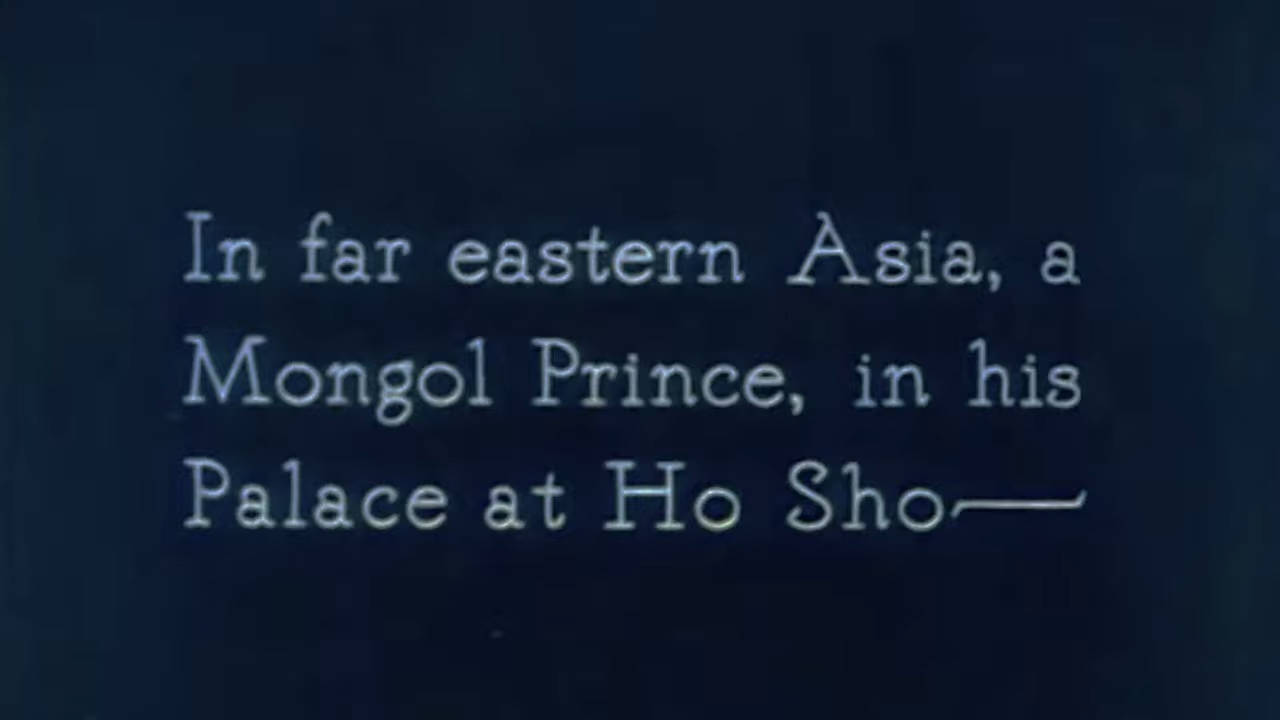 In far eastern Asia, a
Mongol Prince, in his
Palace at Ho Sho—